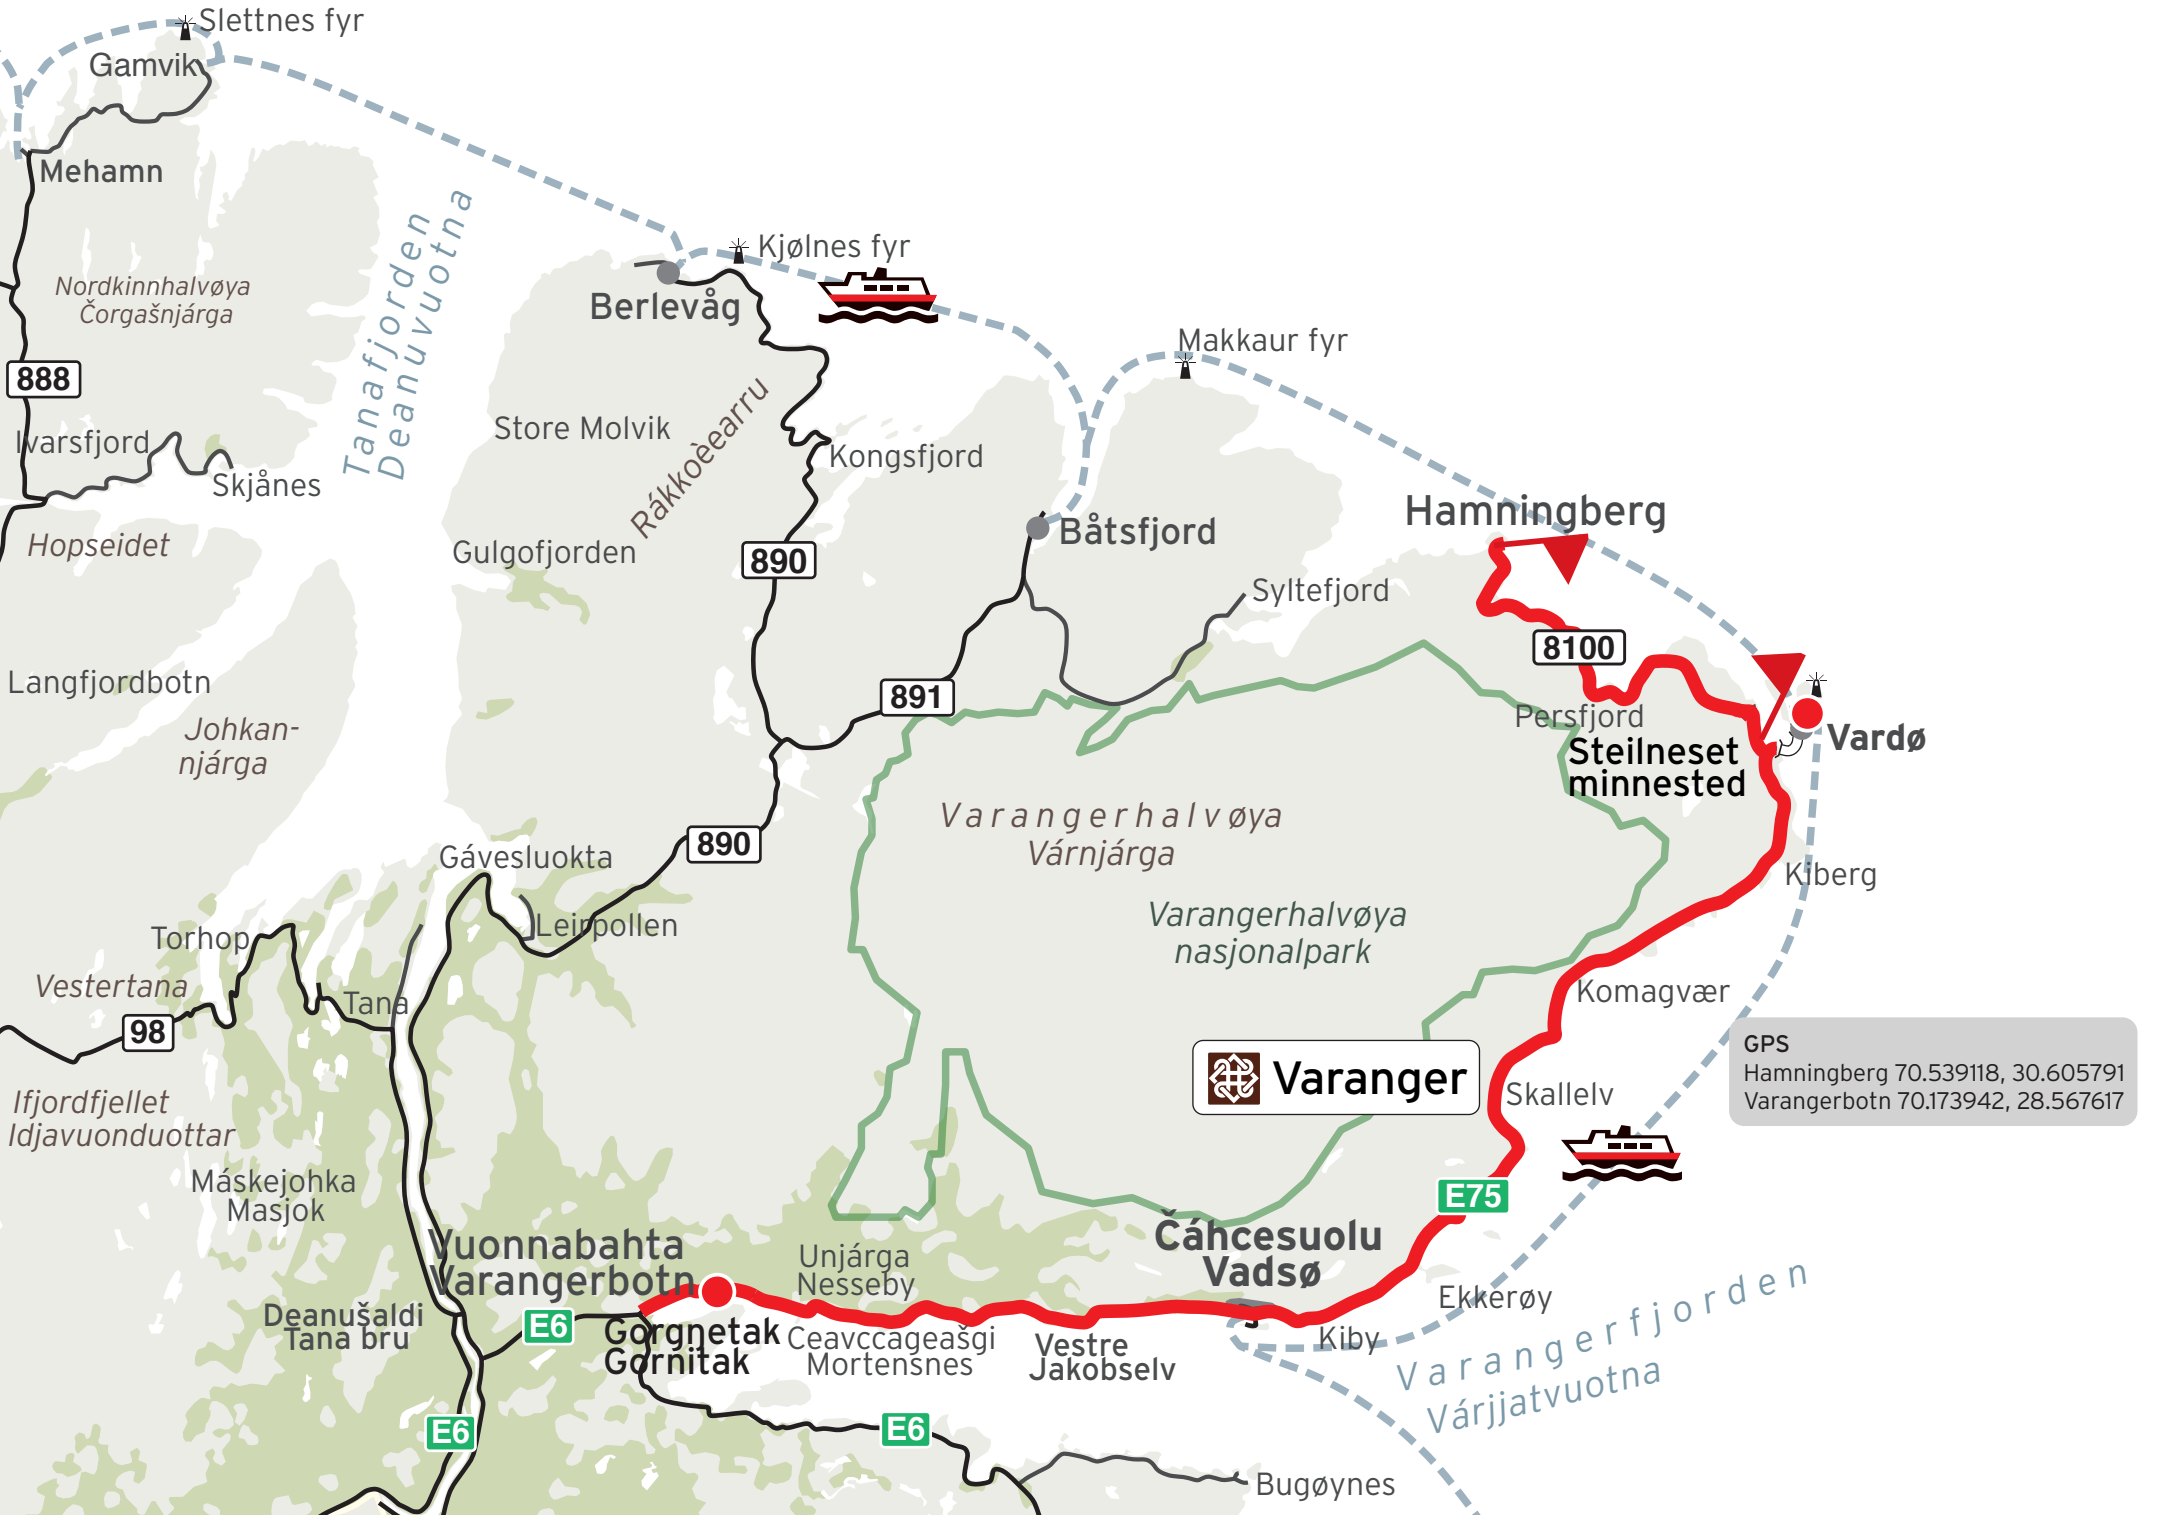 Slettnes fyr
Gamvik
Mehamn
Nordkinnhalvøya
Čorgašnjárga
Tanafjorden
Deanuvuotna
Kjølnes fyr
Berlevåg
Makkaur fyr
888
Store Molvik
Rákkoèearru
Ivarsfjord
Skjånes
Kongsfjord
Hopseidet
Gulgofjorden
890
Båtsfjord
Hamningberg
Syltefjord
8100
Langfjordbotn
Johkan-
njárga
891
Persfjord
Steilneset
minnested
Vardø
Varangerhalvøya
Várnjárga
890
Gávesluokta
Kiberg
Leirpollen
Torhop
Varangerhalvøya
nasjonalpark
Vestertana
Tana
98
Komagvær
Varanger
GPS
Hamningberg 70.539118, 30.605791
Varangerbotn 70.173942, 28.567617
Ifjordfjellet
Idjavuonduottar
Skallelv
Máskejohka
Masjok
E75
Vuonnabahta
Varangerbotn
Unjárga
Nesseby
Čáhcesuolu
Vadsø
Ekkerøy
Deanušaldi
Tana bru
E6
Gorgnetak
Gornitak
Ceavccageašgi
Mortensnes
Vestre
Jakobselv
Kiby
Varangerfjorden
Várjjatvuotna
E6
E6
Bugøynes